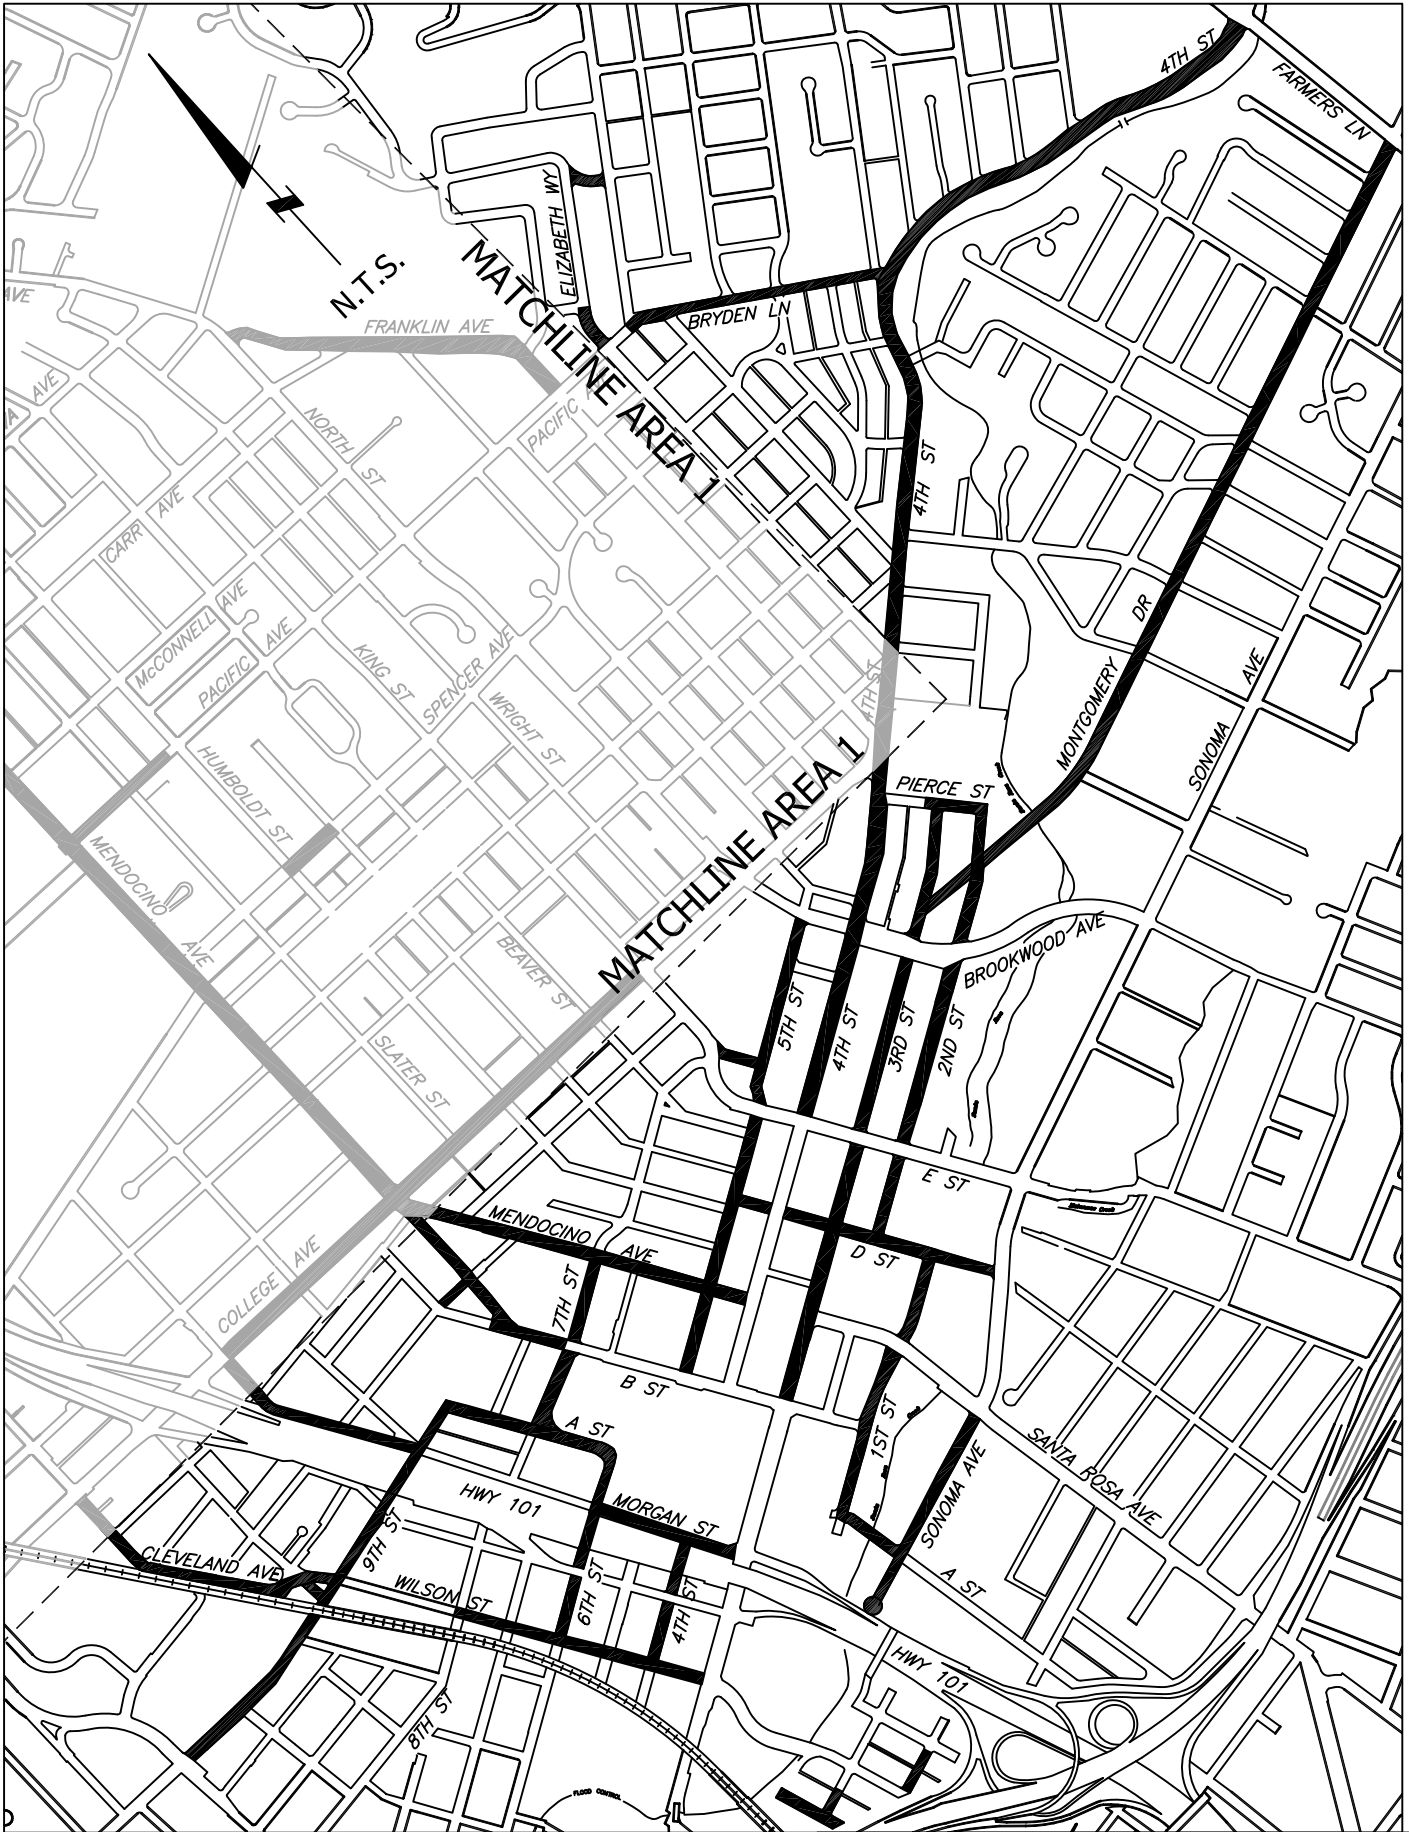 4TH ST
FARMERS LN
ELIZABETH WY
N.T.S.
MATCHLINE AREA 1
AVE
FRANKLIN AVE
BRYDEN LN
AVE
PACIFIC
NORTH ST
4TH ST
CARR AVE
McCONNELL AVE
PACIFIC AVE
KING ST
SPENCER AVE
WRIGHT ST
4TH ST
MONTGOMERY DR
SONOMA AVE
HUMBOLDT ST
MATCHLINE AREA 1
PIERCE ST
MENDOCINO AVE
BEAVER ST
BROOKWOOD AVE
SLATER ST
5TH ST
4TH ST
3RD ST
2ND ST
E ST
MENDOCINO AVE
D ST
COLLEGE AVE
7TH ST
B ST
A ST
1ST ST
SANTA ROSA AVE
SONOMA AVE
HWY 101
MORGAN ST
9TH ST
CLEVELAND AVE
WILSON ST
6TH ST
4TH ST
A ST
HWY 101
8TH ST
FLOOD CONTROL